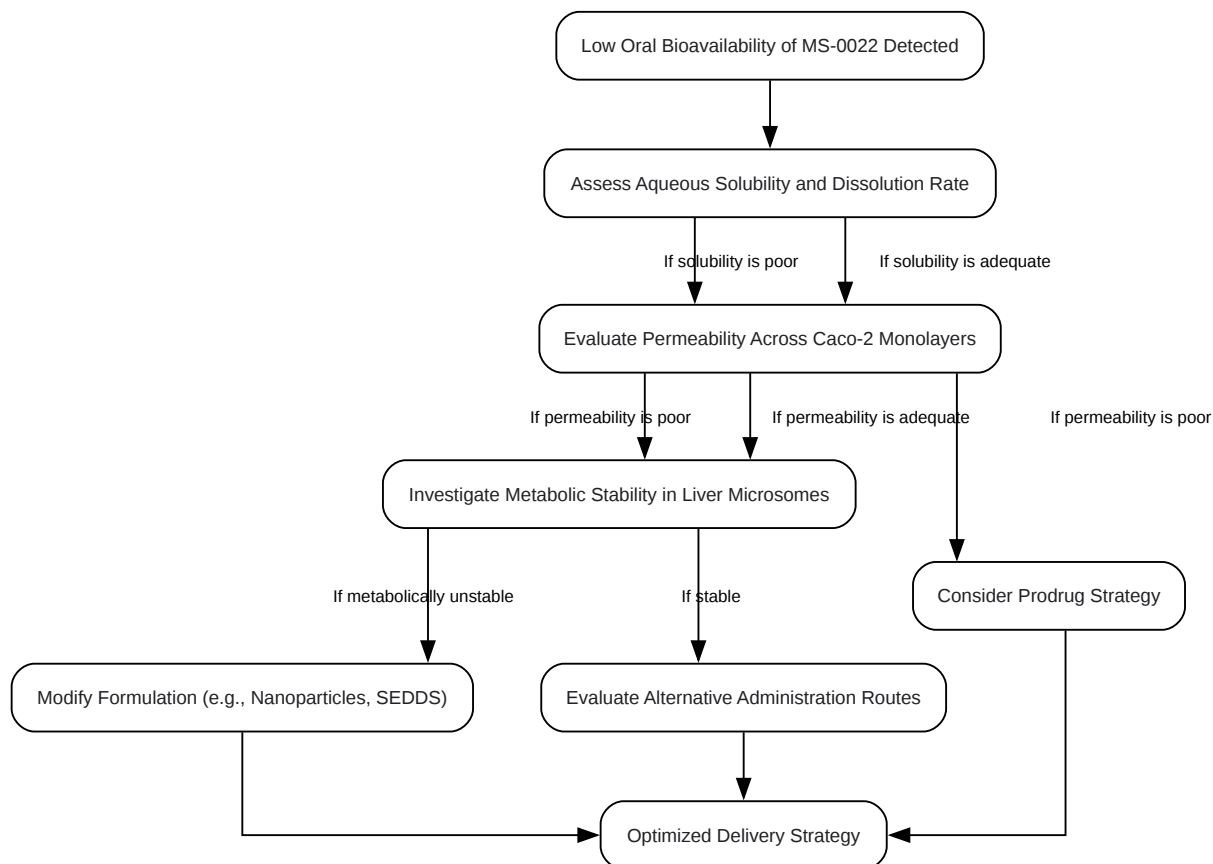 Low Oral Bioavailability of MS-0022 Detected
Assess Aqueous Solubility and Dissolution Rate
If solubility is poor
If solubility is adequate
Evaluate Permeability Across Caco-2 Monolayers
If permeability is poor
If permeability is adequate
If permeability is poor
Investigate Metabolic Stability in Liver Microsomes
If metabolically unstable
If stable
Consider Prodrug Strategy
Modify Formulation (e.g., Nanoparticles, SEDDS)
Evaluate Alternative Administration Routes
Optimized Delivery Strategy